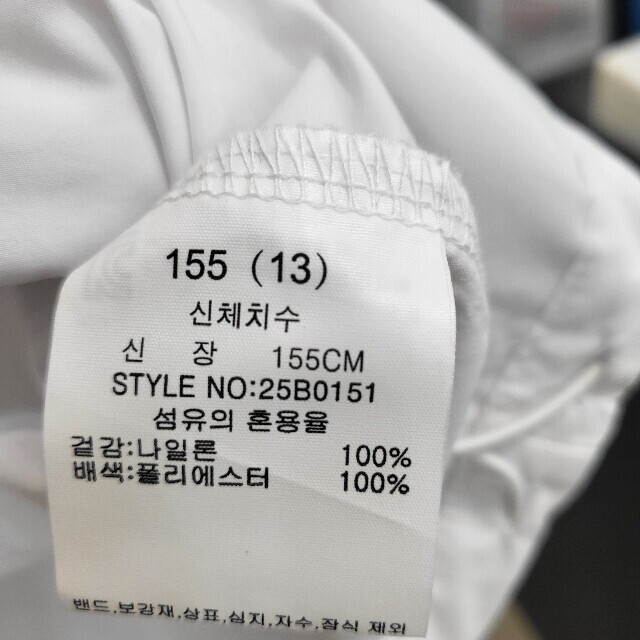 155 (13)
신체치수
신 장 155CM
STYLE NO:25B0151
섬유의 혼용율
겉감:나일론 100%
배색:폴리에스터 100%
밴드,보강재,상표,심지,자수,장식 제외